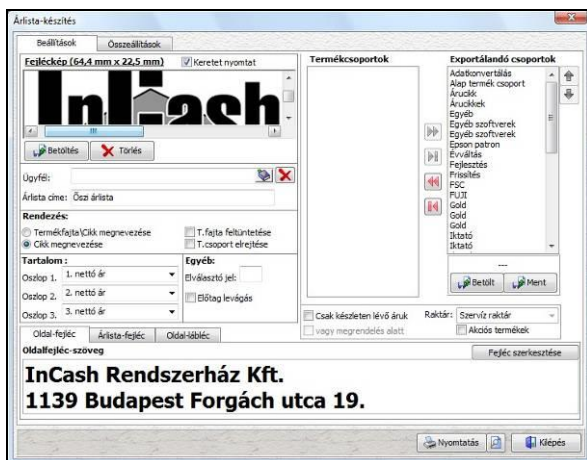 Árlista-készítés
Beállítások
Összeállítások
Fejléckép (64,4 mm x 22,5 mm)
Keretet nyomtat
InCash
Betöltés
Törlés
Ügyfél:
Árlista címe: Őszi árlista
Rendezés:
Termékfajta\Cikk megnevezése
Cikk megnevezése
T.fajta feltüntetése
T.csoport elrejtése
Tartalom :
Oszlop 1. 1. nettó ár
Oszlop 2. 2. nettó ár
Oszlop 3. 3. nettó ár
Egyéb:
Elválasztó jel:
Előtag levágás
Termékcsoportok
Exportálandó csoportok
Adatkonvertálás
Alap termék csoport
Árucikk
Árucikkek
Egyéb
Egyéb szoftverek
Egyéb szoftverek
Epson patron
Évváltás
Fejlesztés
Frissítés
FSC
FUJI
Gold
Gold
Gold
Iktató
Iktató
---
Betölt
Ment
Csak készleten lévő áruk
vagy megrendelés alatt
Raktár: Szervíz raktár
Akciós termékek
Oldal-fejléc
Árlista-fejléc
Oldal-lábléc
Oldalfejléc-szöveg
Fejléc szerkesztése
InCash Rendszerház Kft.
1139 Budapest Forgách utca 19.
Nyomtatás
Kilépés